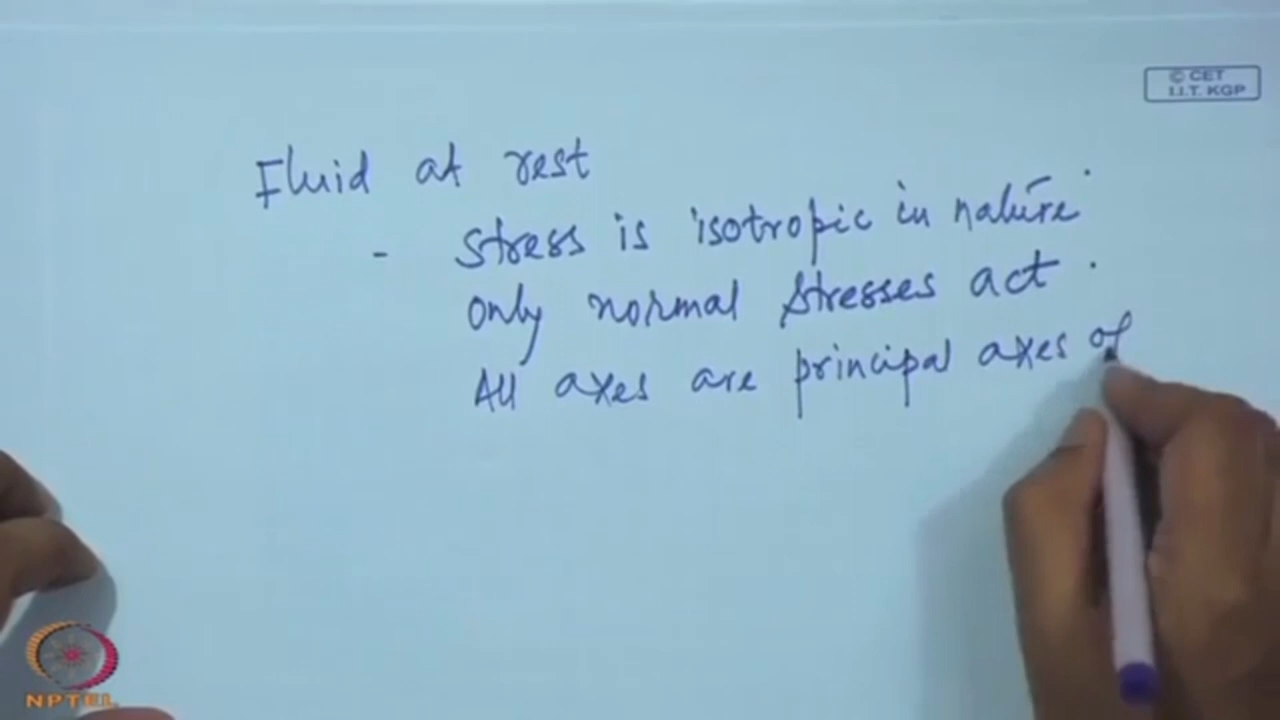 © CET
I.I.T. KGP
Fluid at rest
- Stress is isotropic in nature.
Only normal stresses act.
All axes are principal axes of
NPTEL